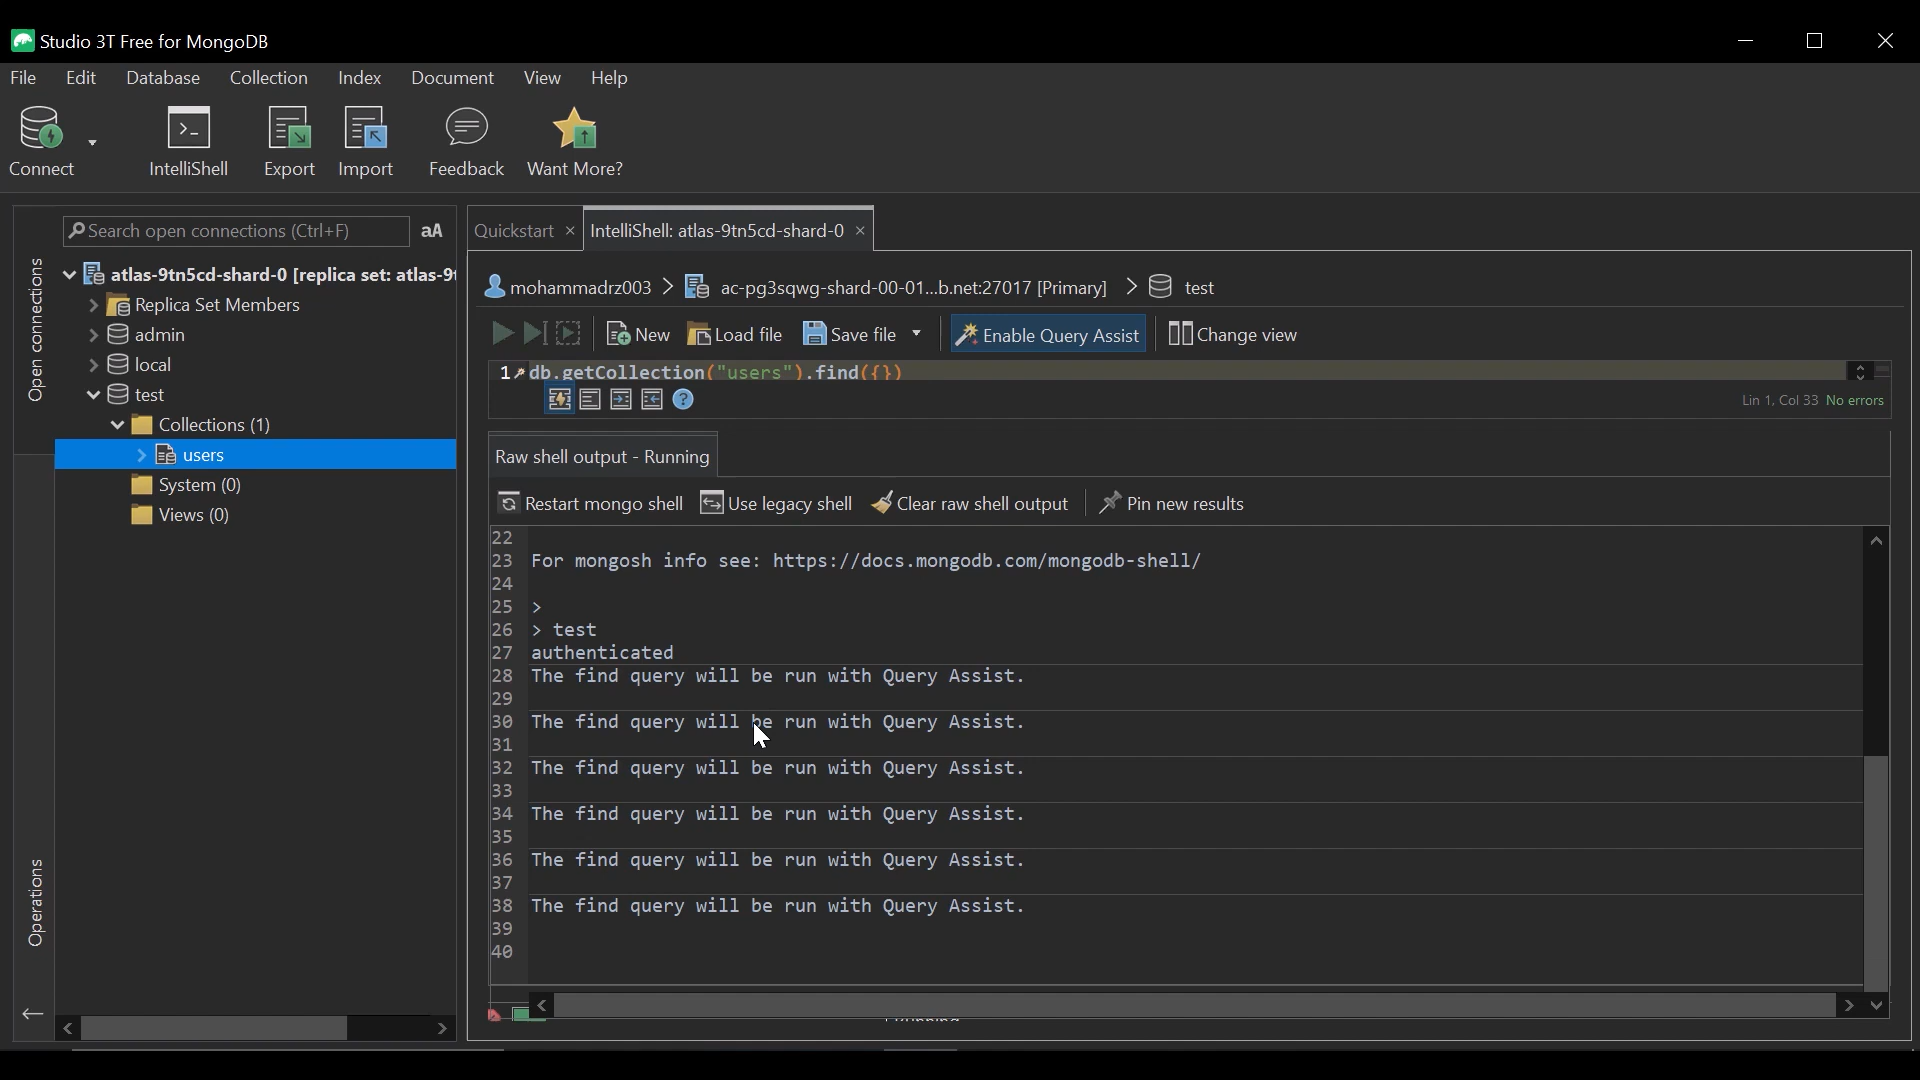 Studio 3T Free for MongoDB
File Edit Database Collection Index Document View Help
Connect IntelliShell Export Import Feedback Want More?
Open connections
Operations
Search open connections (Ctrl+F) aA
atlas-9tn5cd-shard-0 [replica set: atlas-9t
Replica Set Members
admin
local
test
Collections (1)
users
System (0)
Views (0)
Quickstart × IntelliShell: atlas-9tn5cd-shard-0 ×
mohammadrz003 > ac-pg3sqwg-shard-00-01...b.net:27017 [Primary] > test
New Load file Save file Enable Query Assist Change view
1 db.getCollection("users").find({})
Lin 1, Col 33 No errors
Raw shell output - Running
Restart mongo shell Use legacy shell Clear raw shell output Pin new results
22
23 For mongosh info see: https://docs.mongodb.com/mongodb-shell/
24
25 >
26 > test
27 authenticated
28 The find query will be run with Query Assist.
29
30 The find query will be run with Query Assist.
31
32 The find query will be run with Query Assist.
33
34 The find query will be run with Query Assist.
35
36 The find query will be run with Query Assist.
37
38 The find query will be run with Query Assist.
39
40